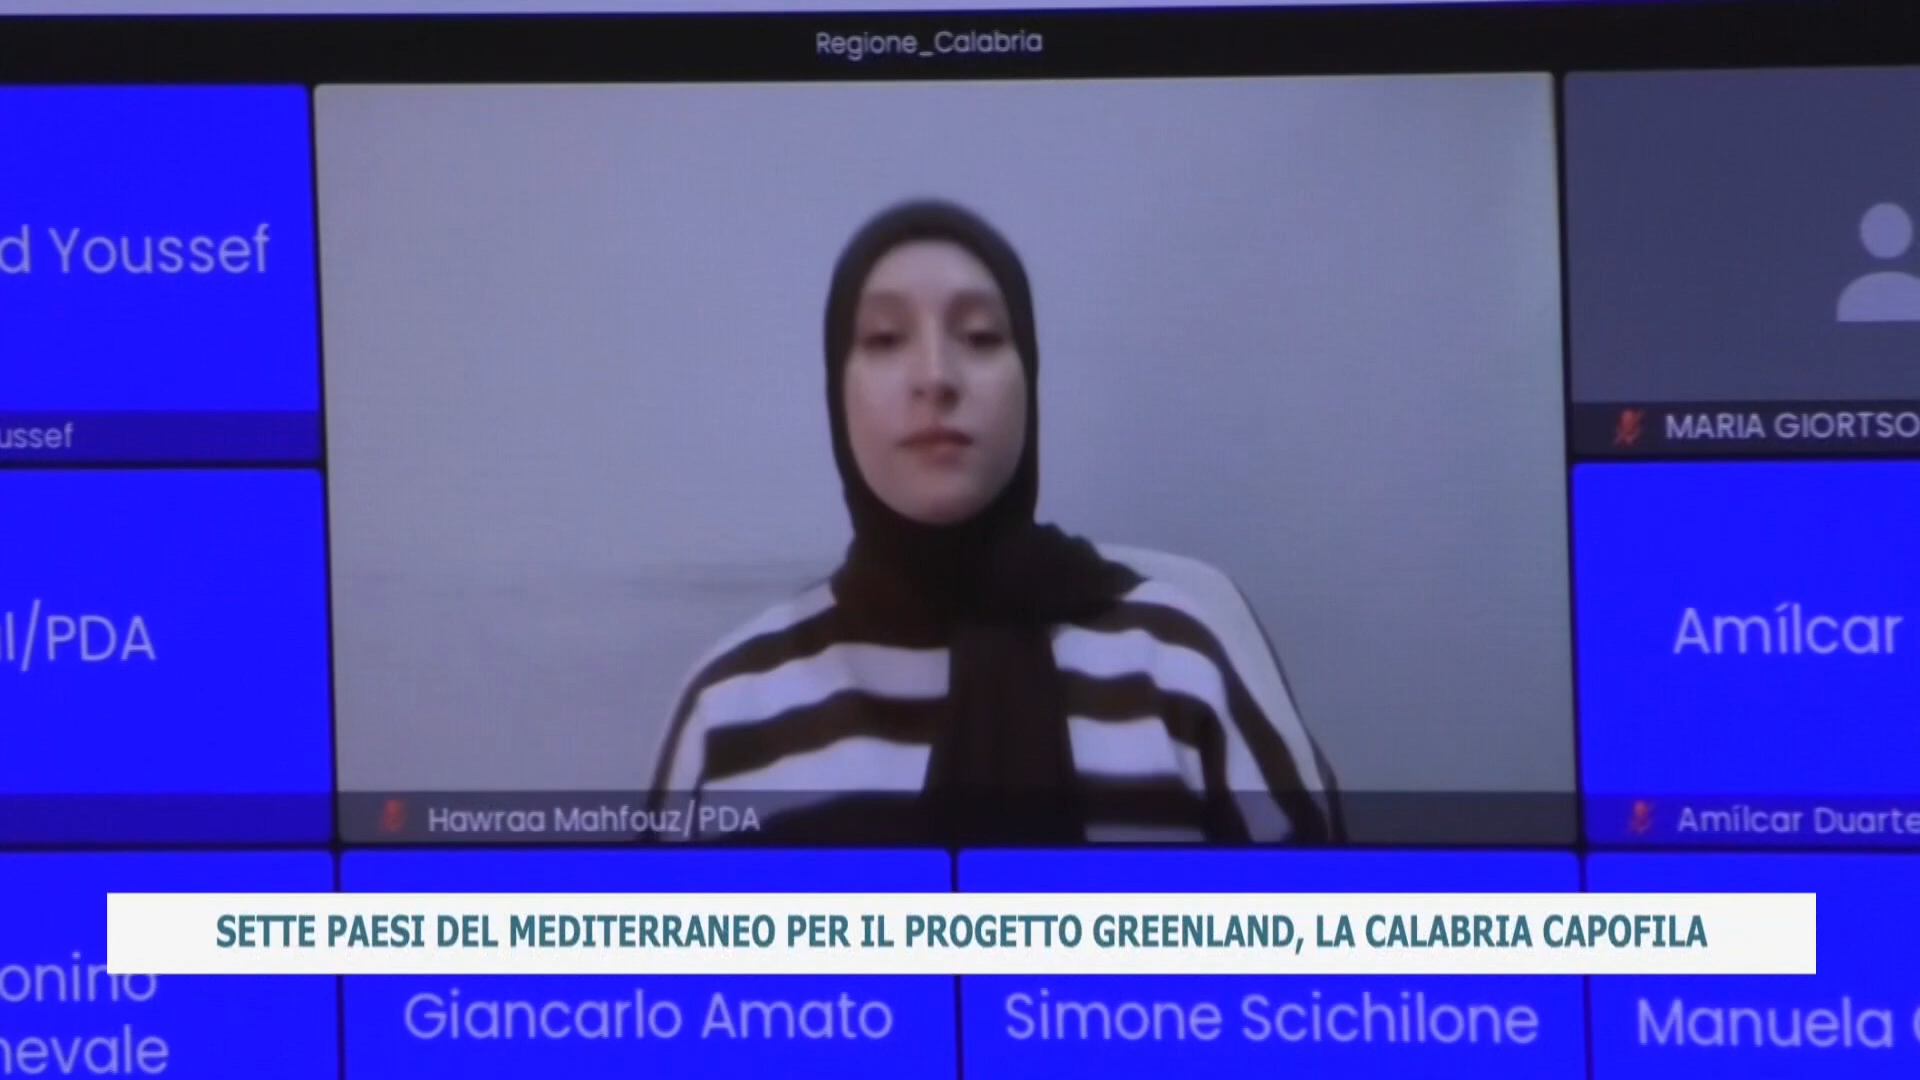 Regione_Calabria
d Youssef
ussef
MARIA GIORTSO
l/PDA
Amílcar
Hawraa Mahfouz/PDA
Amílcar Duarte
SETTE PAESI DEL MEDITERRANEO PER IL PROGETTO GREENLAND, LA CALABRIA CAPOFILA
onino
nevale
Giancarlo Amato
Simone Scichilone
Manuela